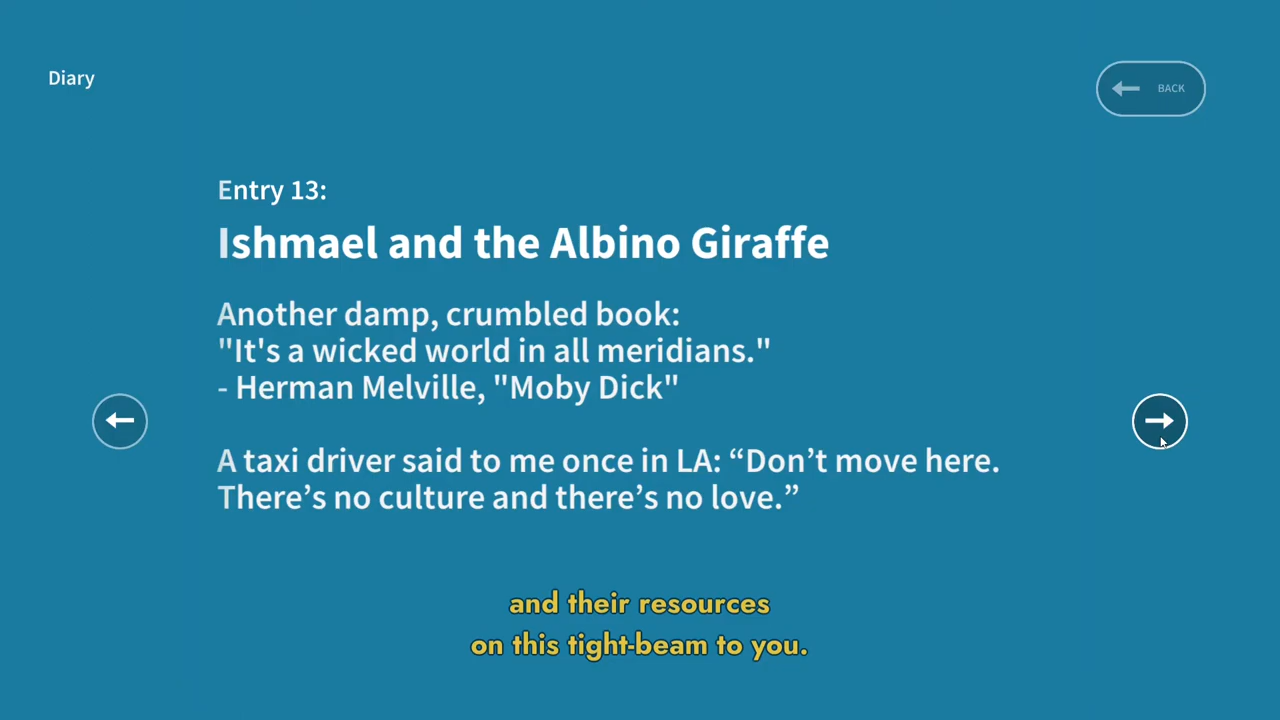 Diary
BACK
Entry 13:
Ishmael and the Albino Giraffe
Another damp, crumbled book:
"It's a wicked world in all meridians."
- Herman Melville, "Moby Dick"
A taxi driver said to me once in LA: “Don’t move here.
There’s no culture and there’s no love.”
and their resources
on this tight-beam to you.